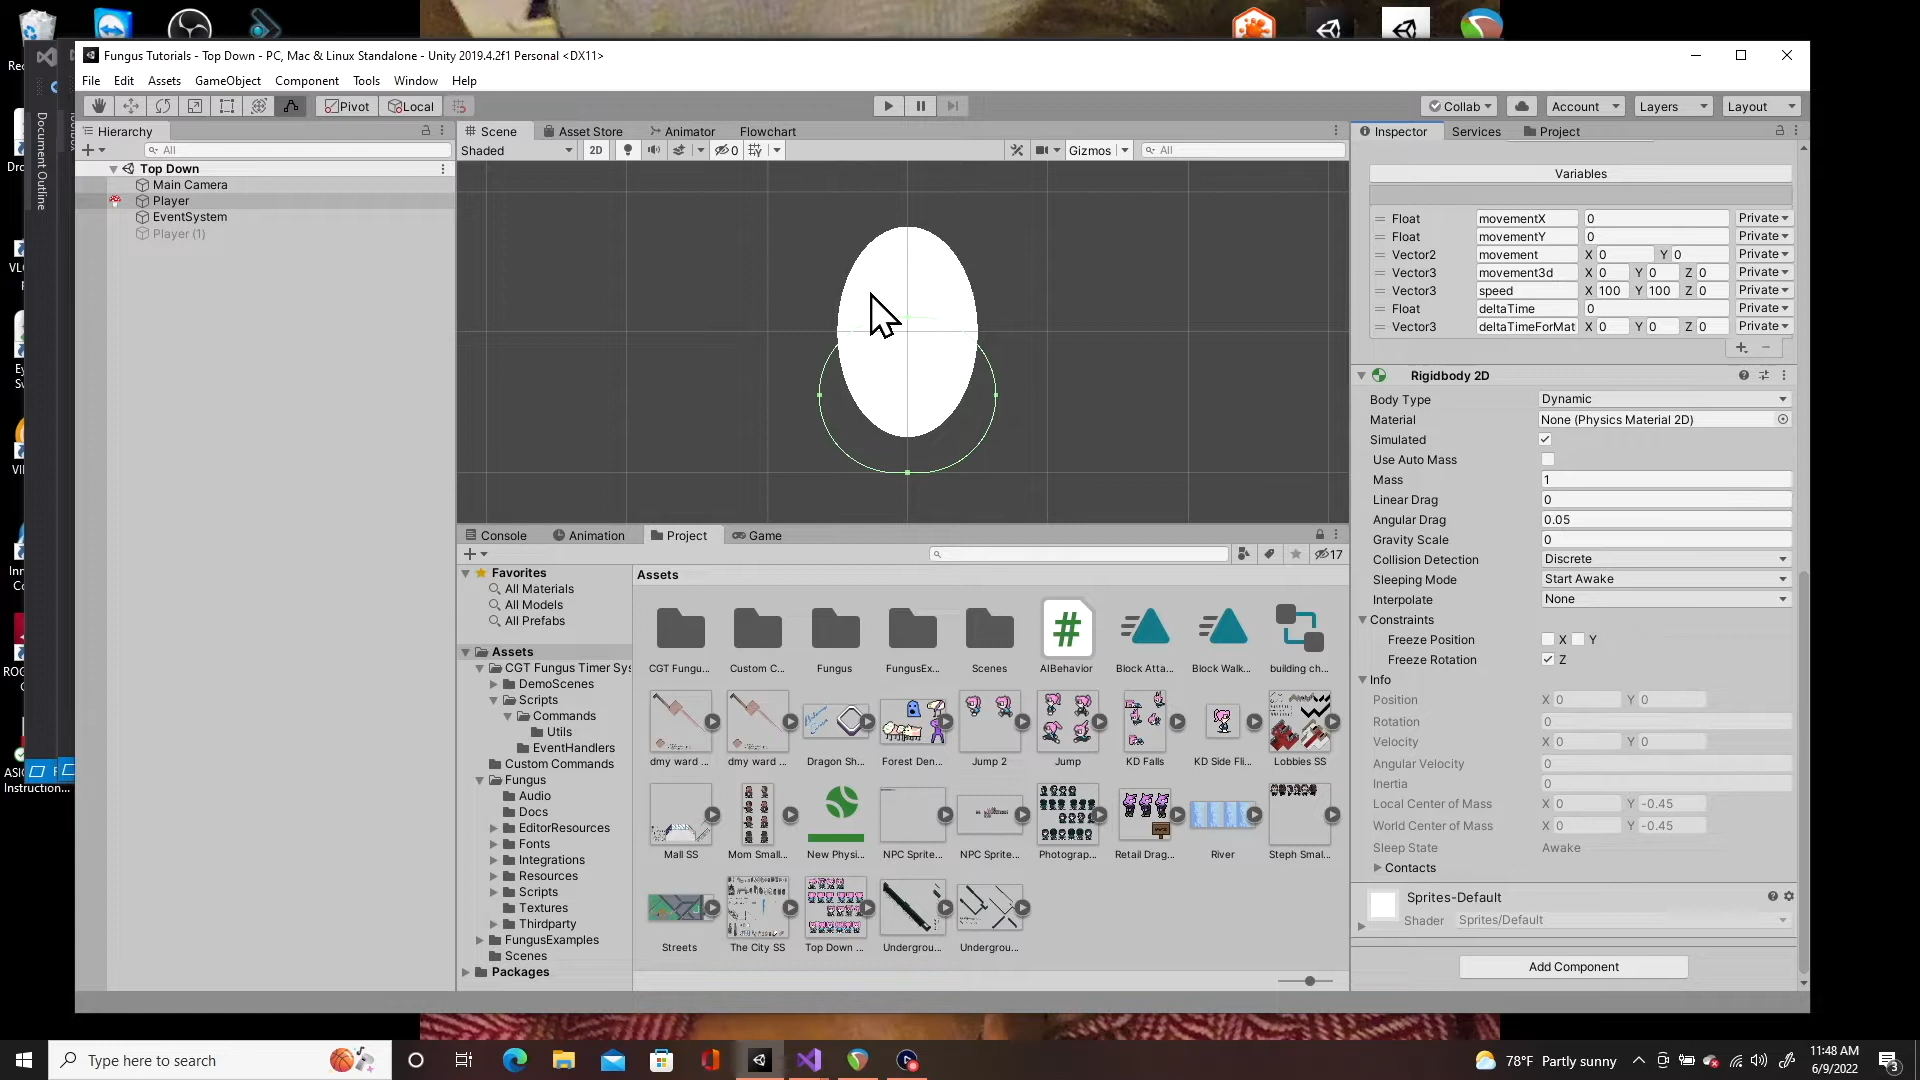 Fungus Tutorials - Top Down - PC, Mac & Linux Standalone - Unity 2019.4.2f1 Personal <DX11>
File Edit Assets GameObject Component Tools Window Help
Pivot Local Collab Account Layers Layout
Hierarchy
All
Top Down
Main Camera
Player
EventSystem
Player (1)
Document Outline
Scene Asset Store Animator Flowchart
Shaded 2D 0 Gizmos All
Inspector Services Project
Variables
Float movementX 0 Private
Float movementY 0 Private
Vector2 movement X 0 Y 0 Private
Vector3 movement3d X 0 Y 0 Z 0 Private
Vector3 speed X 100 Y 100 Z 0 Private
Float deltaTime 0 Private
Vector3 deltaTimeForMat X 0 Y 0 Z 0 Private
Rigidbody 2D
Body Type Dynamic
Material None (Physics Material 2D)
Simulated
Use Auto Mass
Mass 1
Linear Drag 0
Angular Drag 0.05
Gravity Scale 0
Collision Detection Discrete
Sleeping Mode Start Awake
Interpolate None
Constraints
Freeze Position X Y
Freeze Rotation Z
Info
Position X 0 Y 0
Rotation 0
Velocity X 0 Y 0
Angular Velocity 0
Inertia 0
Local Center of Mass X 0 Y -0.45
World Center of Mass X 0 Y -0.45
Sleep State Awake
Contacts
Sprites-Default
Shader Sprites/Default
Add Component
Console Animation Project Game
17
Favorites
All Materials
All Models
All Prefabs
Assets
CGT Fungus Timer Sys
DemoScenes
Scripts
Commands
Utils
EventHandlers
Custom Commands
Fungus
Audio
Docs
EditorResources
Fonts
Integrations
Resources
Scripts
Textures
Thirdparty
FungusExamples
Scenes
Packages
Assets
CGT Fungu... Custom C... Fungus FungusEx... Scenes AIBehavior Block Atta... Block Walk... building ch...
dmy ward ... dmy ward ... Dragon Sh... Forest Den... Jump 2 Jump KD Falls KD Side Fli... Lobbies SS
Mall SS Mom Small... New Physi... NPC Sprite... NPC Sprite... Photograp... Retail Drag... River Steph Smal...
Streets The City SS Top Down ... Undergrou... Undergrou...
Instruction...
Type here to search
78°F Partly sunny
11:48 AM
6/9/2022
3